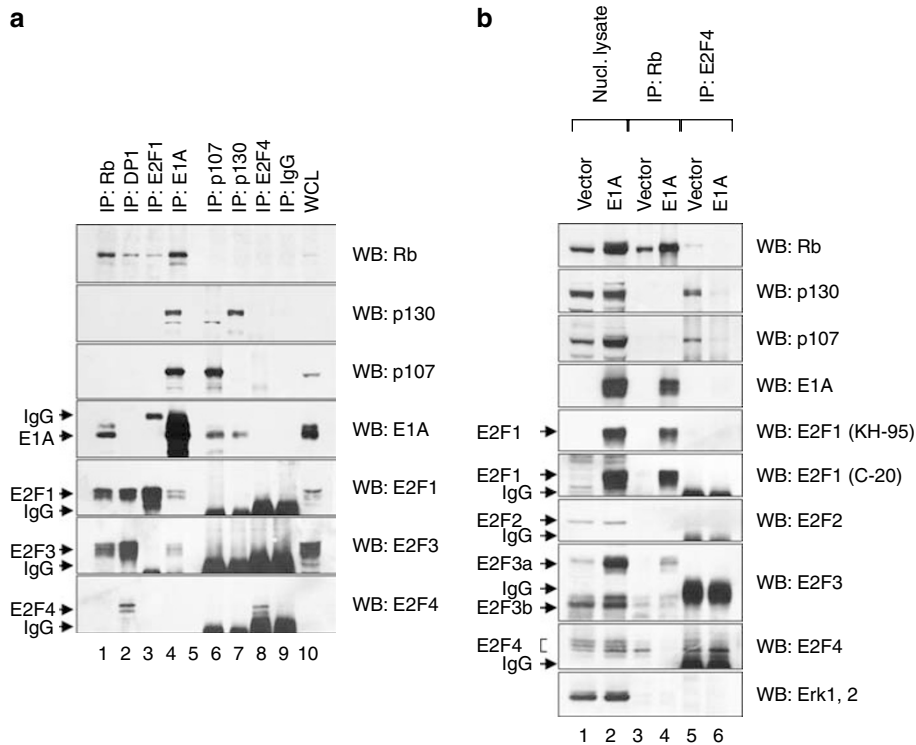 a
IP: Rb
IP: DP1
IP: E2F1
IP: E1A
IP: p107
IP: p130
IP: E2F4
IP: IgG
WCL
WB: Rb
WB: p130
WB: p107
IgG
E1A
WB: E1A
E2F1
IgG
WB: E2F1
E2F3
IgG
WB: E2F3
E2F4
IgG
WB: E2F4
1 2 3 4 5 6 7 8 9 10
b
Nucl. lysate
IP: Rb
IP: E2F4
Vector
E1A
Vector
E1A
Vector
E1A
WB: Rb
WB: p130
WB: p107
WB: E1A
E2F1
WB: E2F1 (KH-95)
E2F1
IgG
WB: E2F1 (C-20)
E2F2
IgG
WB: E2F2
E2F3a
IgG
E2F3b
WB: E2F3
E2F4
IgG
WB: E2F4
WB: Erk1, 2
1 2 3 4 5 6